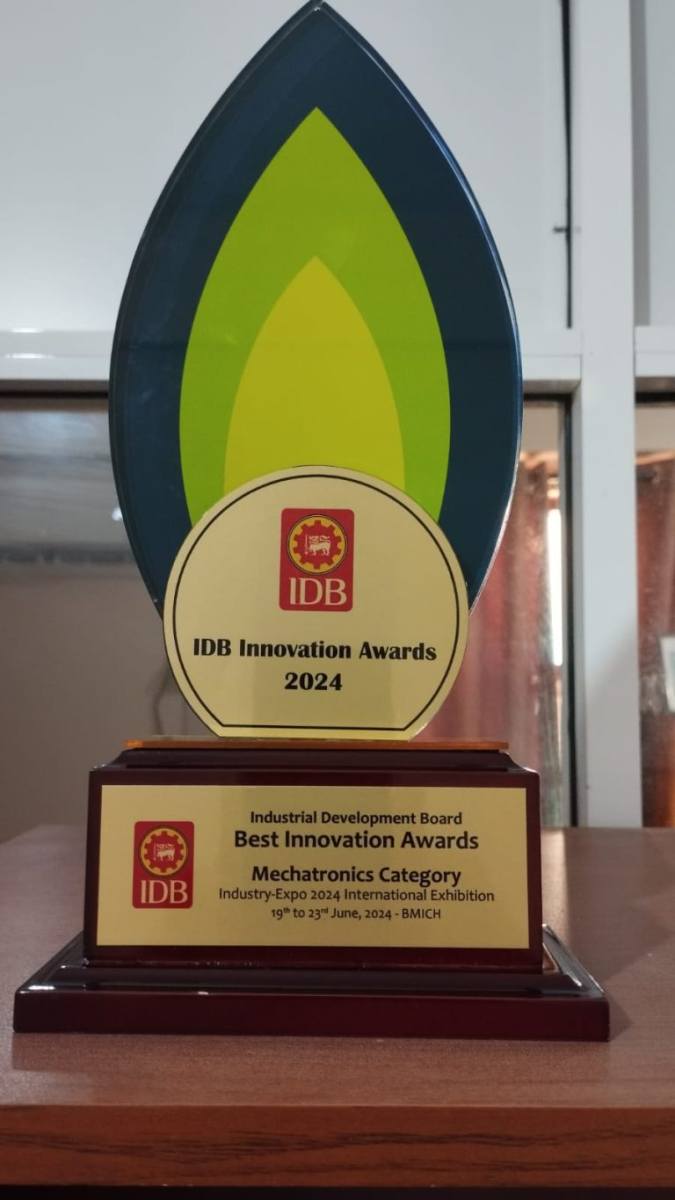 IDB
IDB Innovation Awards
2024
Industrial Development Board
Best Innovation Awards
IDB
Mechatronics Category
Industry-Expo 2024 International Exhibition
19th to 23rd June, 2024 - BMICH